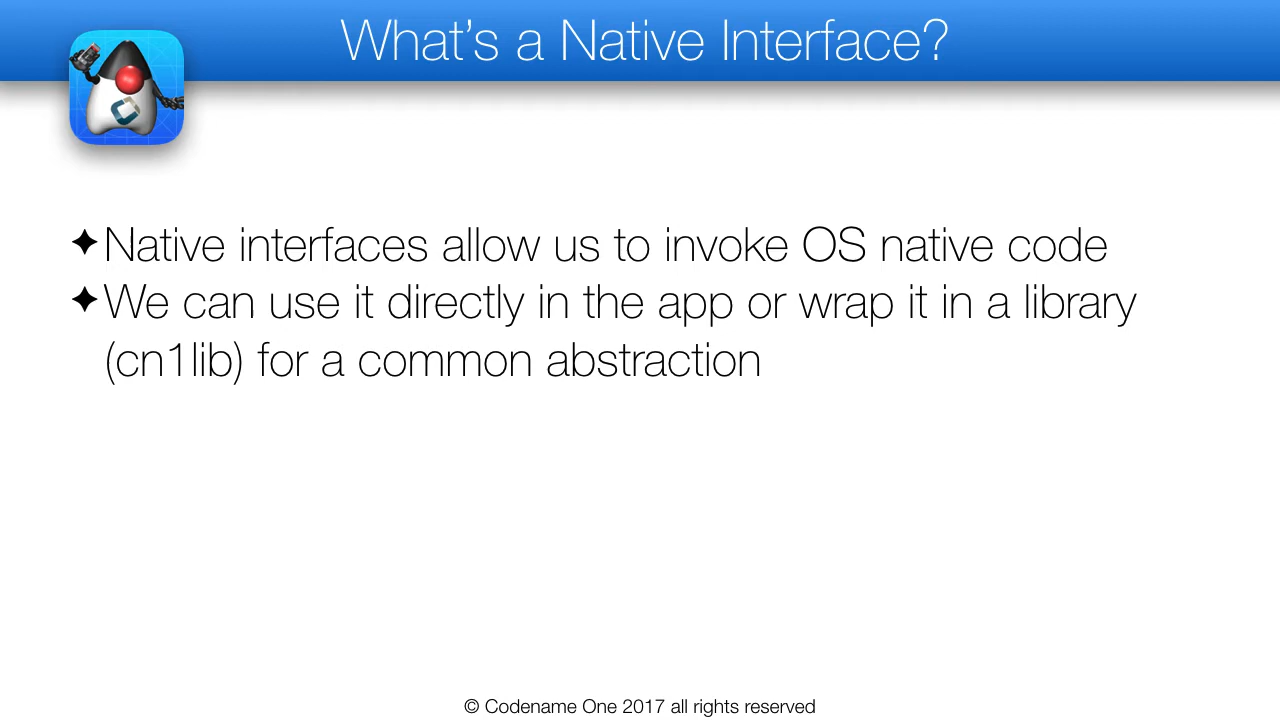 What’s a Native Interface?
✦Native interfaces allow us to invoke OS native code
✦We can use it directly in the app or wrap it in a library
(cn1lib) for a common abstraction
© Codename One 2017 all rights reserved